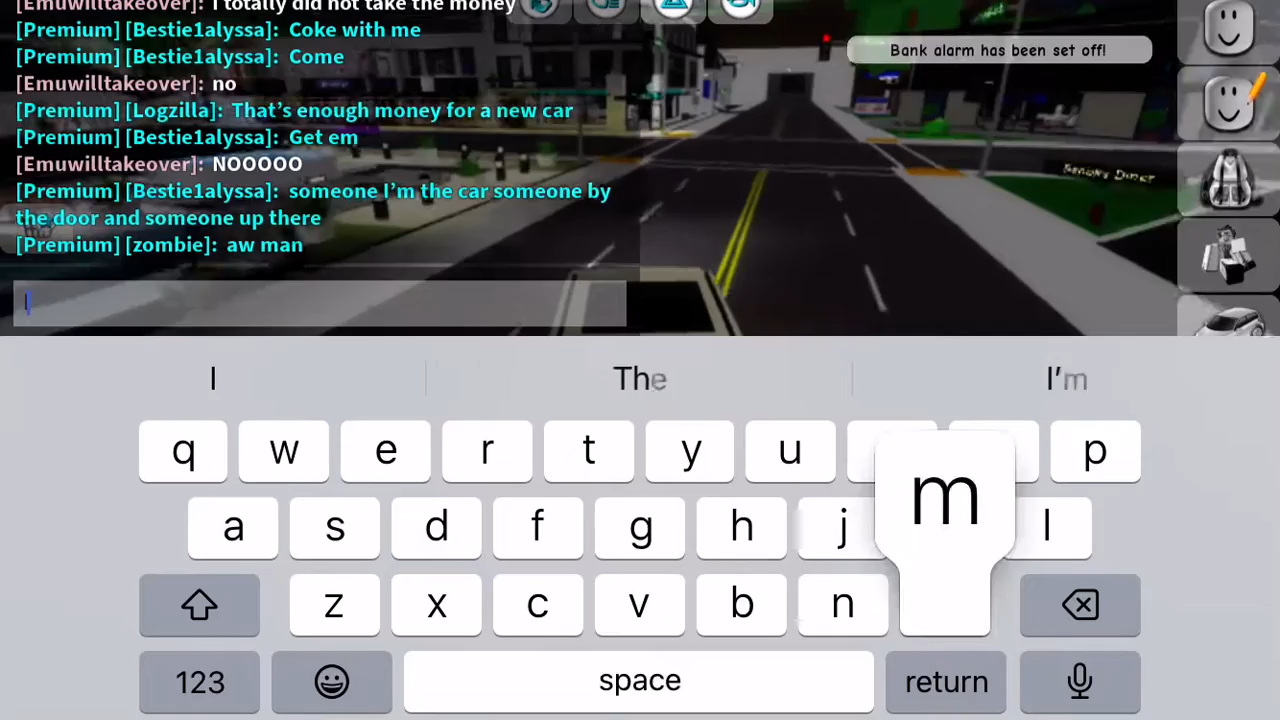 [Emuwilltakeover]: I totally did not take the money
[Premium] [Bestie1alyssa]: Coke with me
[Premium] [Bestie1alyssa]: Come
[Emuwilltakeover]: no
[Premium] [Logzilla]: That's enough money for a new car
[Premium] [Bestie1alyssa]: Get em
[Emuwilltakeover]: NOOOOO
[Premium] [Bestie1alyssa]: someone I'm the car someone by
the door and someone up there
[Premium] [zombie]: aw man
Bank alarm has been set off!
I
I The I'm
q w e r t y u p
a s d f g h j l
m
z x c v b n
123 space return